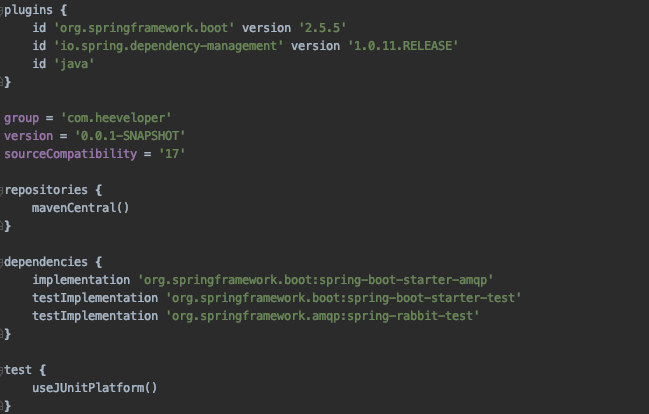 plugins {
    id 'org.springframework.boot' version '2.5.5'
    id 'io.spring.dependency-management' version '1.0.11.RELEASE'
    id 'java'
}
group = 'com.heeveloper'
version = '0.0.1-SNAPSHOT'
sourceCompatibility = '17'
repositories {
    mavenCentral()
}
dependencies {
    implementation 'org.springframework.boot:spring-boot-starter-amqp'
    testImplementation 'org.springframework.boot:spring-boot-starter-test'
    testImplementation 'org.springframework.amqp:spring-rabbit-test'
}
test {
    useJUnitPlatform()
}